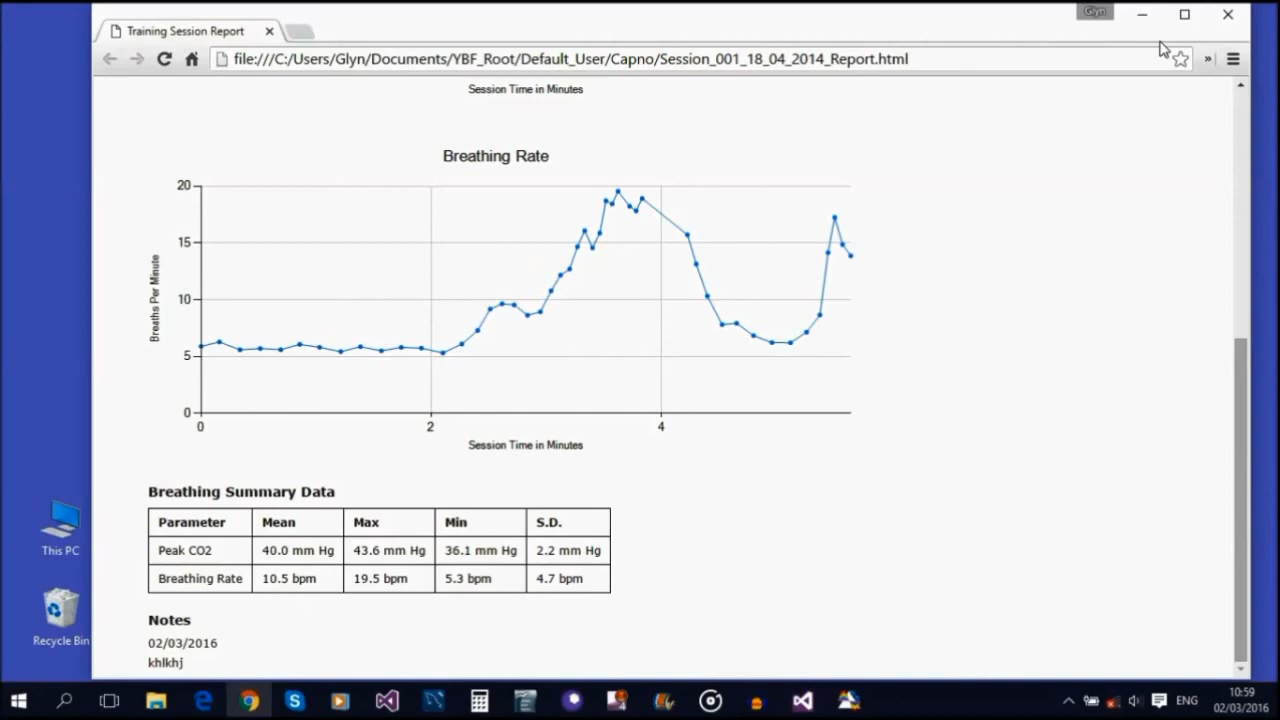 Glyn
Training Session Report
file:///C:/Users/Glyn/Documents/YBF_Root/Default_User/Capno/Session_001_18_04_2014_Report.html
Session Time in Minutes
Breathing Rate
20
15
10
5
0
Breaths Per Minute
0 2 4
Session Time in Minutes
Breathing Summary Data
Parameter Mean Max Min S.D.
Peak CO2 40.0 mm Hg 43.6 mm Hg 36.1 mm Hg 2.2 mm Hg
Breathing Rate 10.5 bpm 19.5 bpm 5.3 bpm 4.7 bpm
Notes
02/03/2016
khlkhj
This PC
Recycle Bin
ENG
10:59
02/03/2016